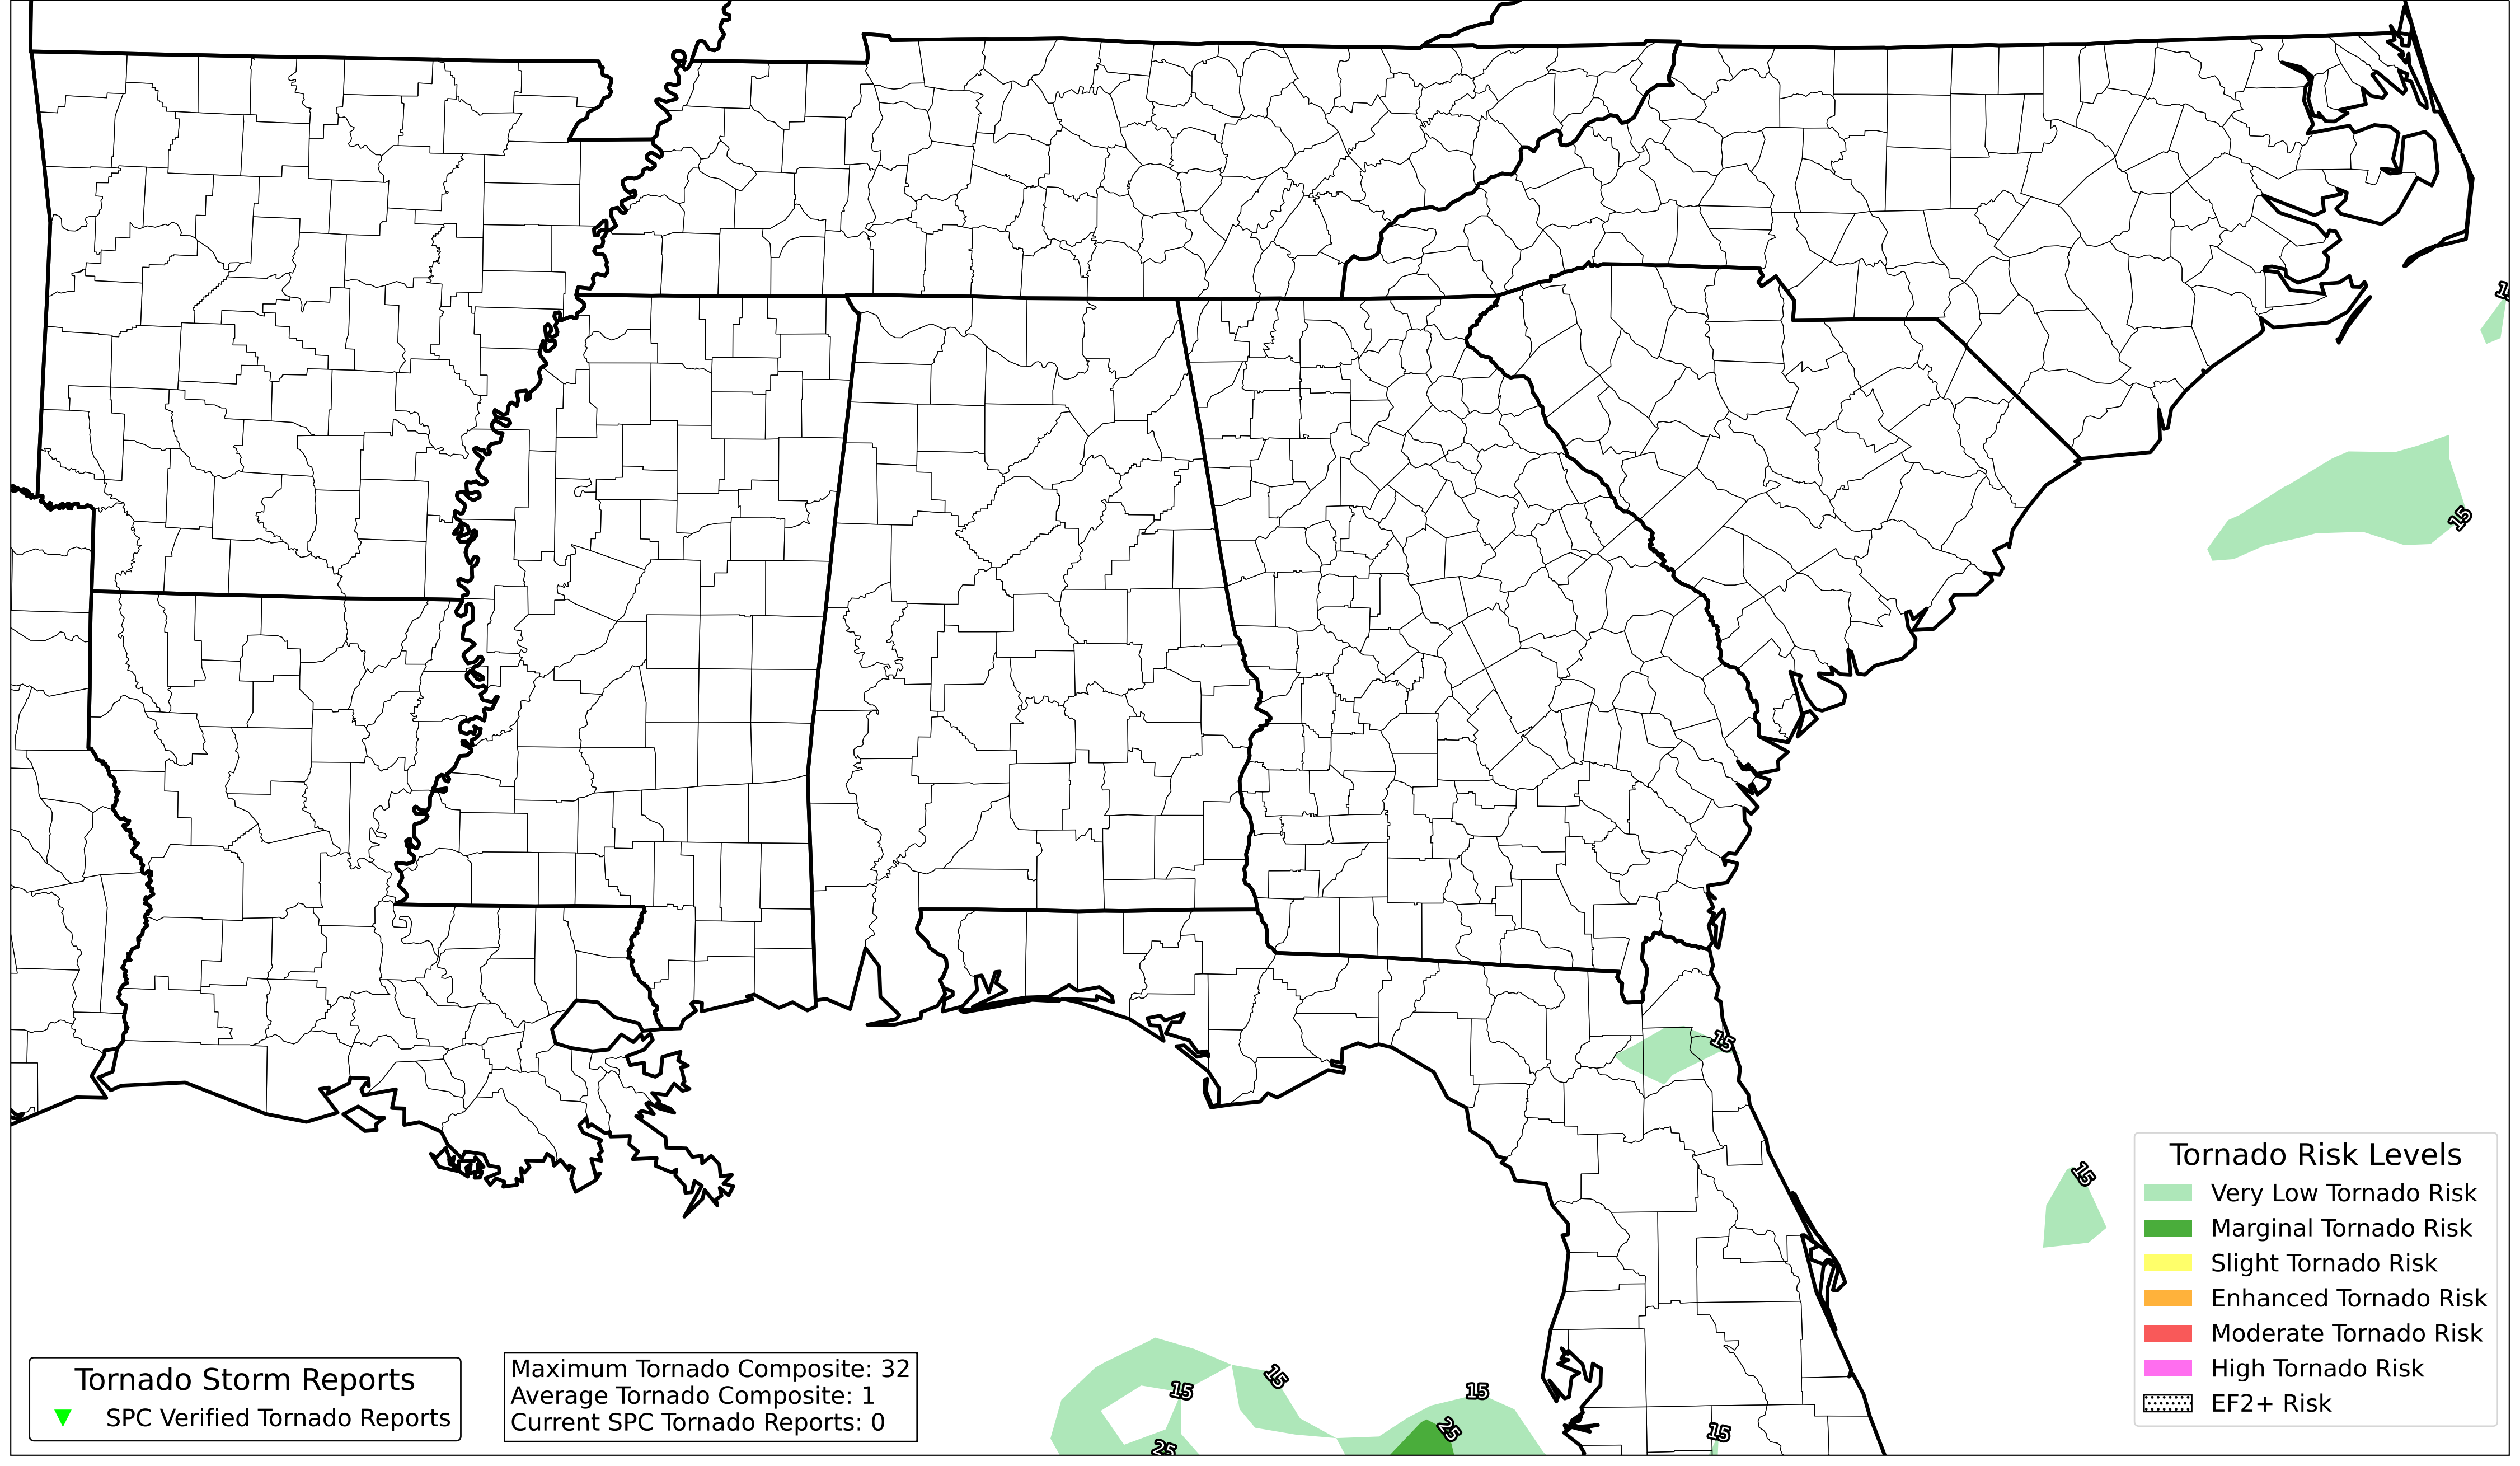 15
15
15
15
Tornado Risk Levels
Very Low Tornado Risk
Marginal Tornado Risk
Slight Tornado Risk
Enhanced Tornado Risk
Moderate Tornado Risk
High Tornado Risk
EF2+ Risk
Tornado Storm Reports
SPC Verified Tornado Reports
Maximum Tornado Composite: 32
Average Tornado Composite: 1
Current SPC Tornado Reports: 0
15
15
15
25
25
15